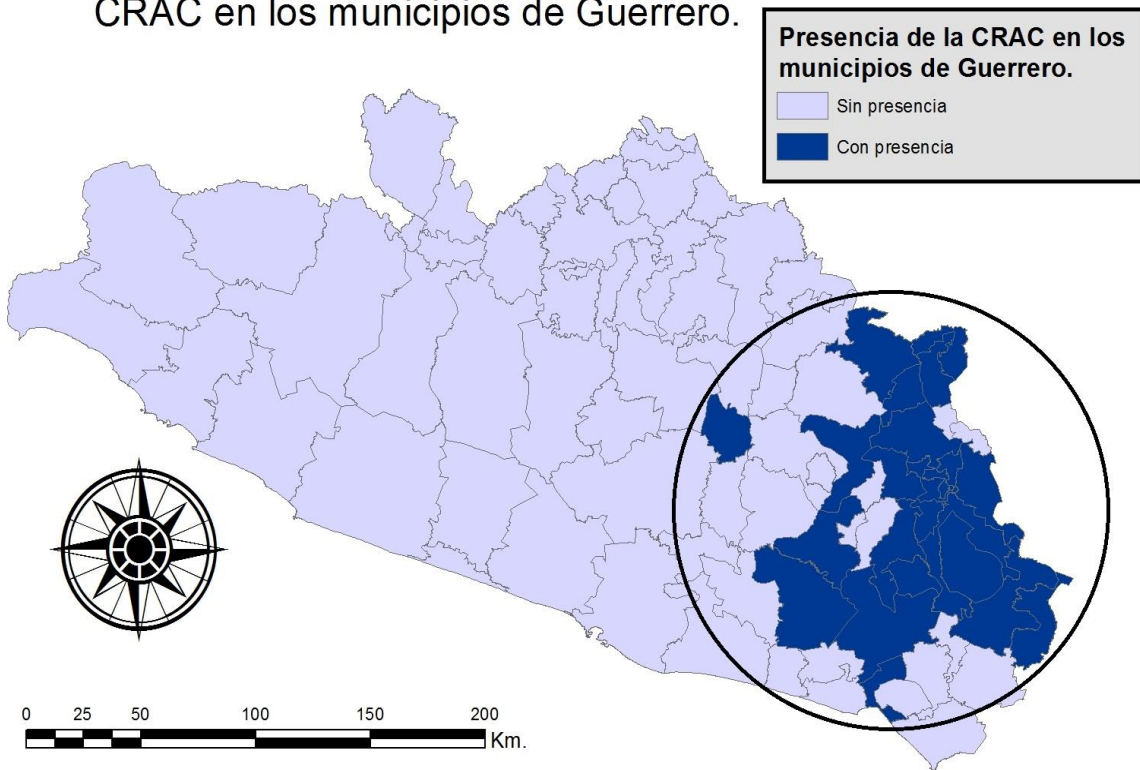 CRAC en los municipios de Guerrero.
Presencia de la CRAC en los
municipios de Guerrero.
Sin presencia
Con presencia
0 25 50 100 150 200
Km.